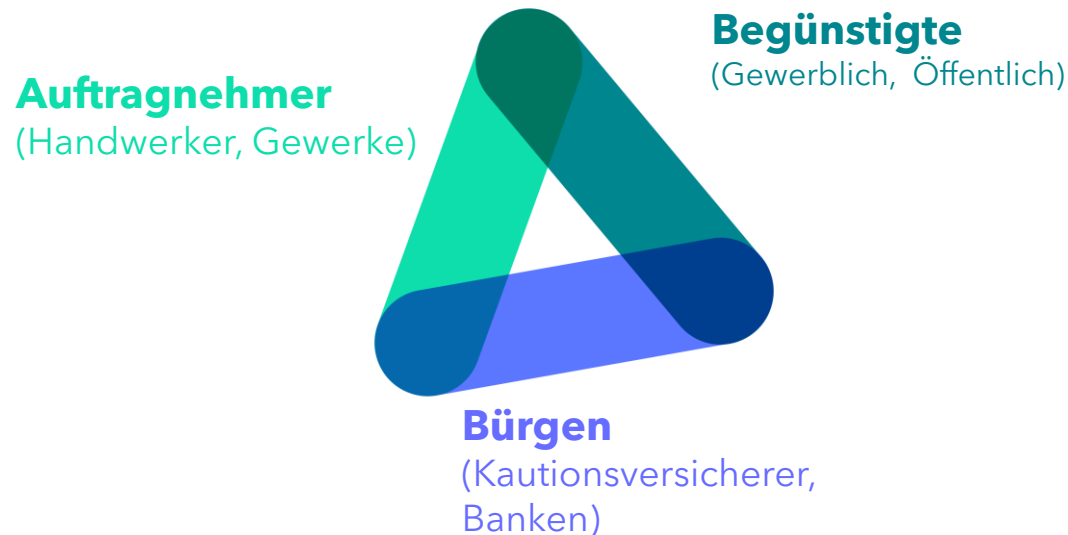 Auftragnehmer
(Handwerker, Gewerke)
Begünstigte
(Gewerblich, Öffentlich)
Bürgen
(Kautionsversicherer,
Banken)